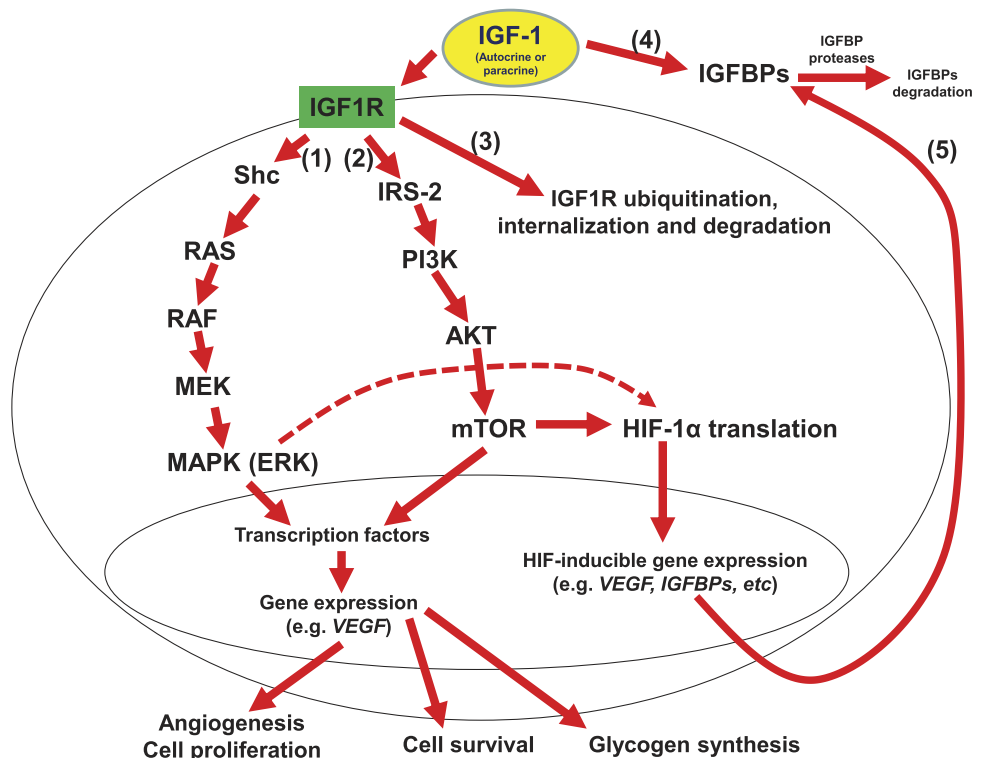 IGF-1
(Autocrine or
paracrine)
(4)
IGFBPs
IGFBP
proteases
IGFBPs
degradation
IGF1R
(1)
(2)
(3)
(5)
Shc
IRS-2
IGF1R ubiquitination,
internalization and degradation
RAS
PI3K
RAF
AKT
MEK
mTOR
HIF-1α translation
MAPK (ERK)
Transcription factors
HIF-inducible gene expression
(e.g. VEGF, IGFBPs, etc)
Gene expression
(e.g. VEGF)
Angiogenesis
Cell proliferation
Cell survival
Glycogen synthesis